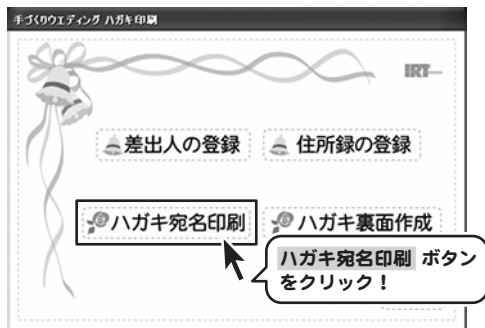 手づくりウエディング ハガキ印刷
IRT
差出人の登録
住所録の登録
ハガキ宛名印刷
ハガキ裏面作成
ハガキ宛名印刷 ボタン
をクリック！